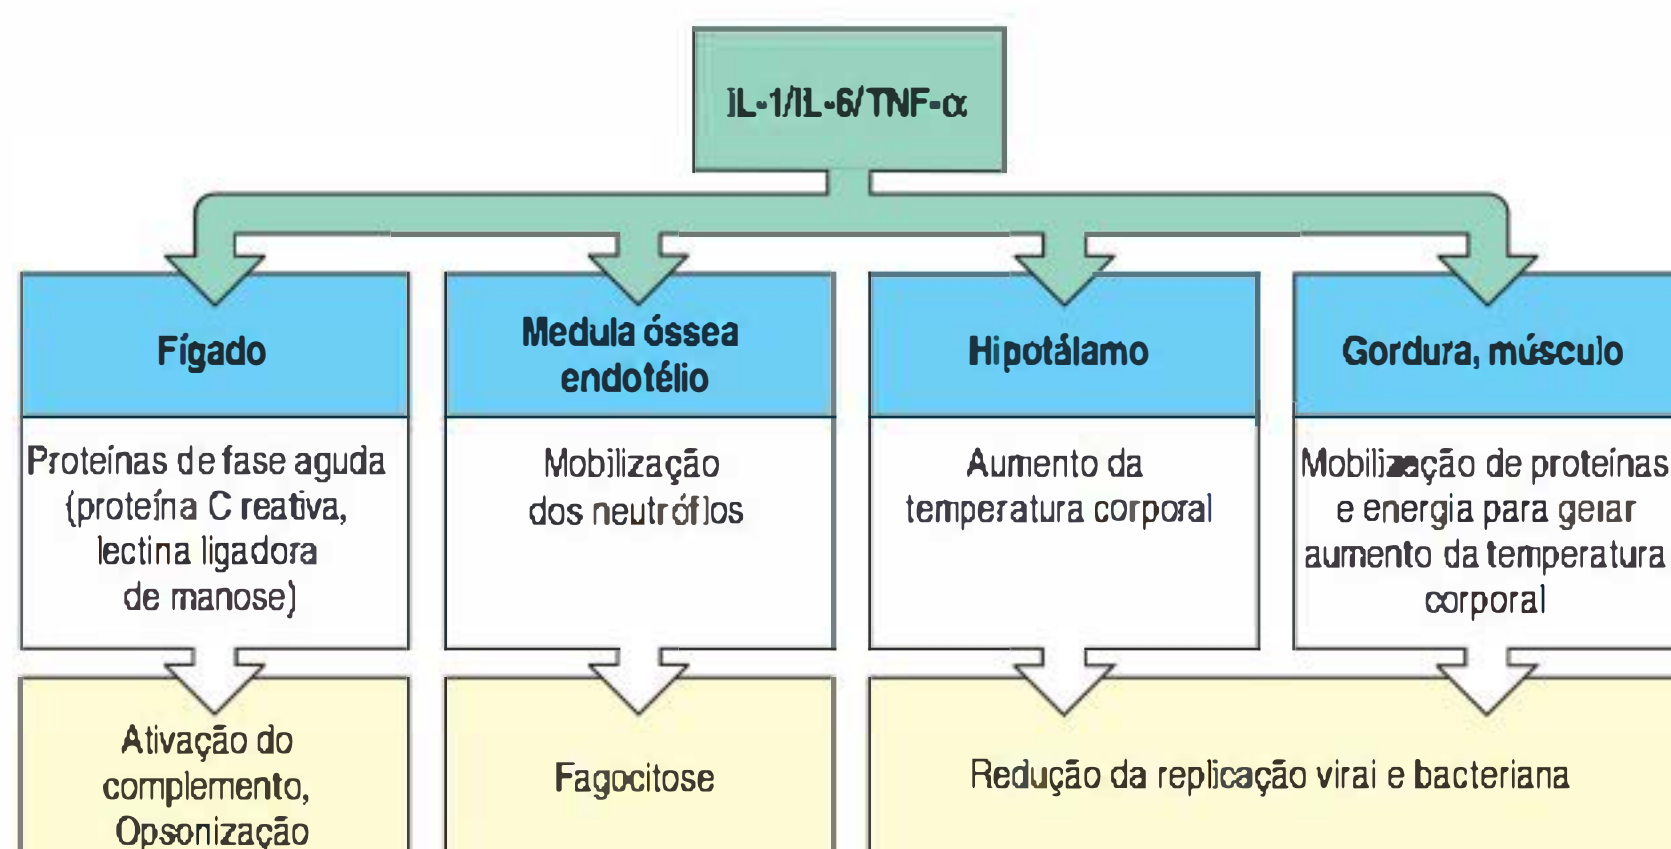 IL-1/IL-6/TNF-α
Fígado
Medula óssea
endotélio
Hipotálamo
Gordura, músculo
Proteínas de fase aguda
(proteína C reativa,
lectina ligadora
de manose)
Mobilização
dos neutrófilos
Aumento da
temperatura corporal
Mobilização de proteínas
e energia para gerar
aumento da temperatura
corporal
Ativação do
complemento,
Opsonização
Fagocitose
Redução da replicação virai e bacteriana